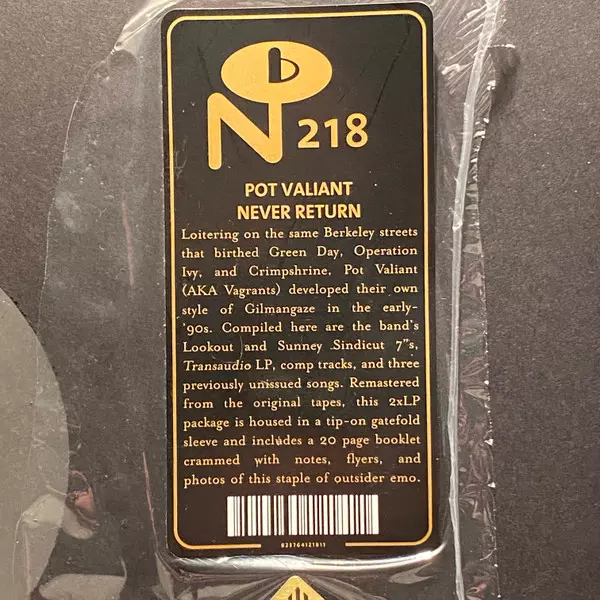 N 218
POT VALIANT
NEVER RETURN
Loitering on the same Berkeley streets
that birthed Green Day, Operation
Ivy, and Crimpshrine, Pot Valiant
(AKA Vagrants) developed their own
style of Gilmangaze in the early-
'90s. Compiled here are the band's
Lookout and Sunney Sindicut 7"s,
Transaudio LP, comp tracks, and three
previously unissued songs. Remastered
from the original tapes, this 2xLP
package is housed in a tip-on gatefold
sleeve and includes a 20 page booklet
crammed with notes, flyers, and
photos of this staple of outsider emo.